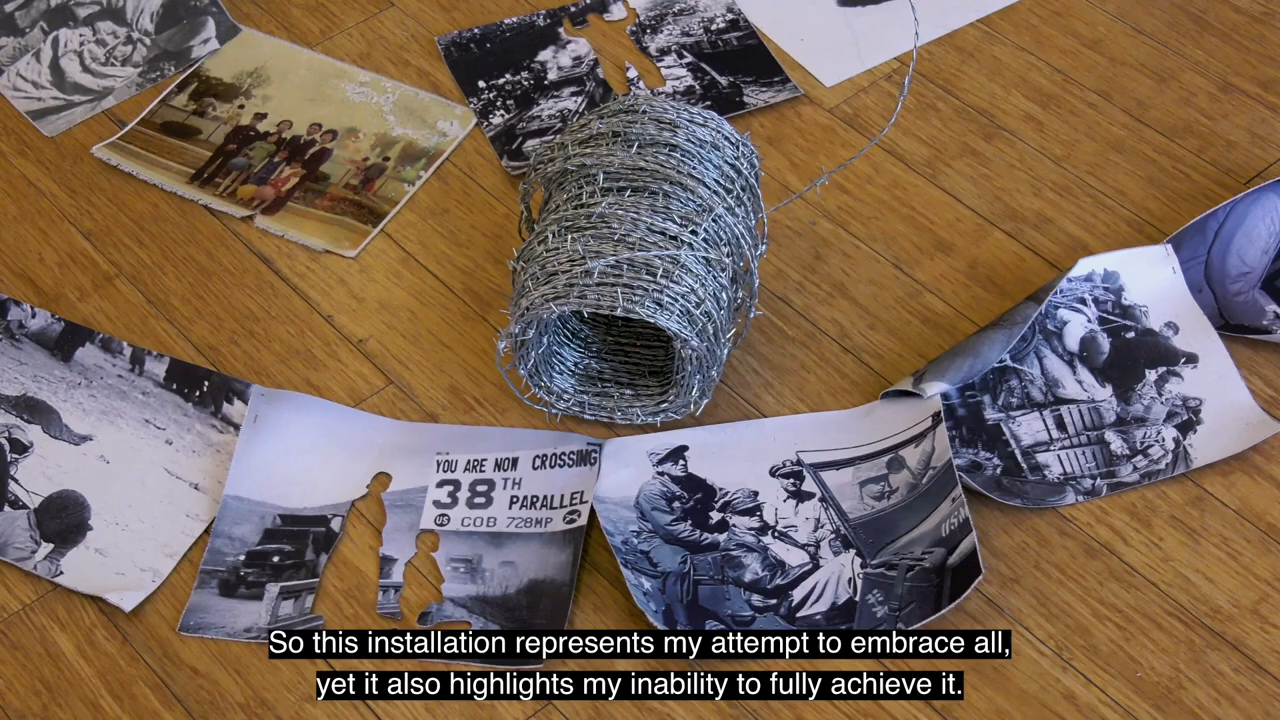 YOU ARE NOW CROSSING
38TH PARALLEL
US COB 728MP
So this installation represents my attempt to embrace all,
yet it also highlights my inability to fully achieve it.